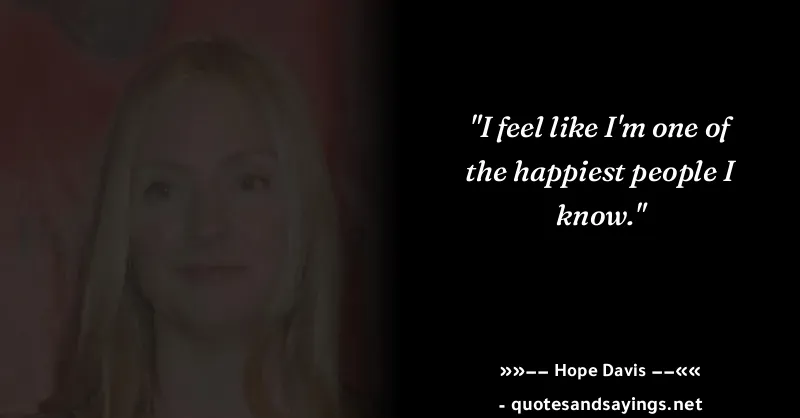 "I feel like I'm one of
the happiest people I
know."
»»−− Hope Davis −−««
- quotesandsayings.net